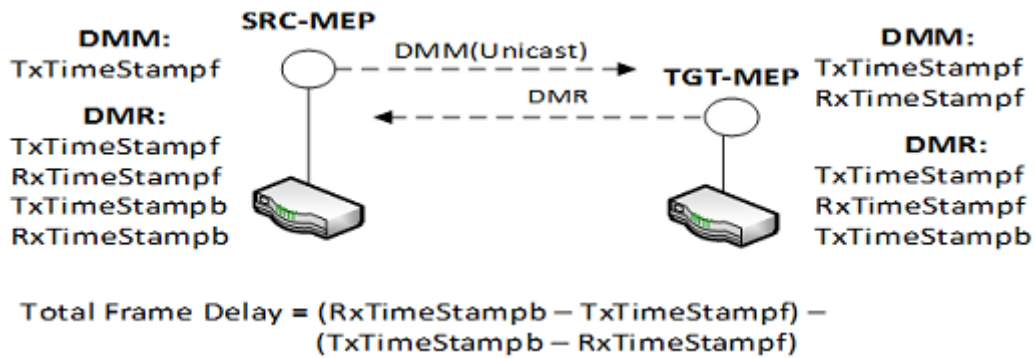 SRC-MEP
DMM:
TxTimeStampf
DMR:
TxTimeStampf
RxTimeStampf
TxTimeStampb
RxTimeStampb
DMM(Unicast)
DMR
TGT-MEP
DMM:
TxTimeStampf
RxTimeStampf
DMR:
TxTimeStampf
RxTimeStampf
TxTimeStampb
Total Frame Delay = (RxTimeStampb – TxTimeStampf) –
(TxTimeStampb – RxTimeStampf)